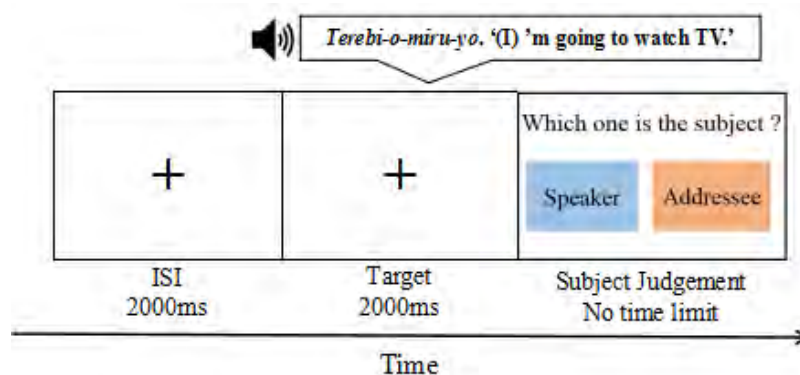 Terebi-o-miru-yo. ‘(I) ’m going to watch TV.’
Which one is the subject ?
Speaker Addressee
ISI
2000ms
Target
2000ms
Subject Judgement
No time limit
Time